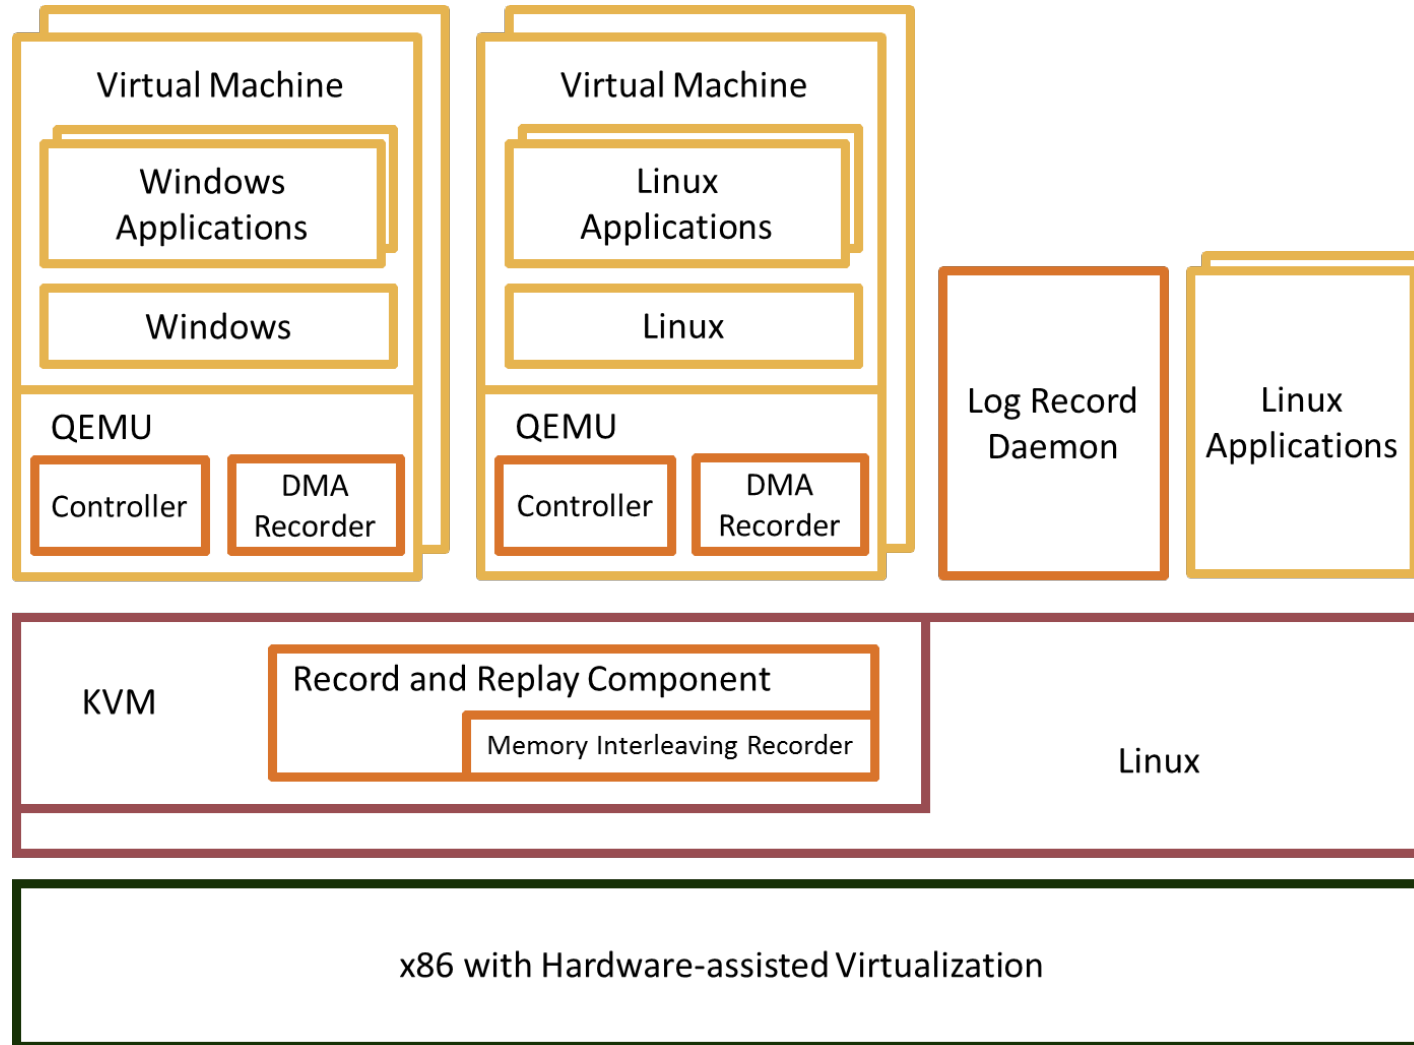 Virtual Machine
Windows
Applications
Windows
QEMU
Controller
DMA
Recorder
Virtual Machine
Linux
Applications
Linux
QEMU
Controller
DMA
Recorder
Log Record
Daemon
Linux
Applications
KVM
Record and Replay Component
Memory Interleaving Recorder
Linux
x86 with Hardware-assisted Virtualization